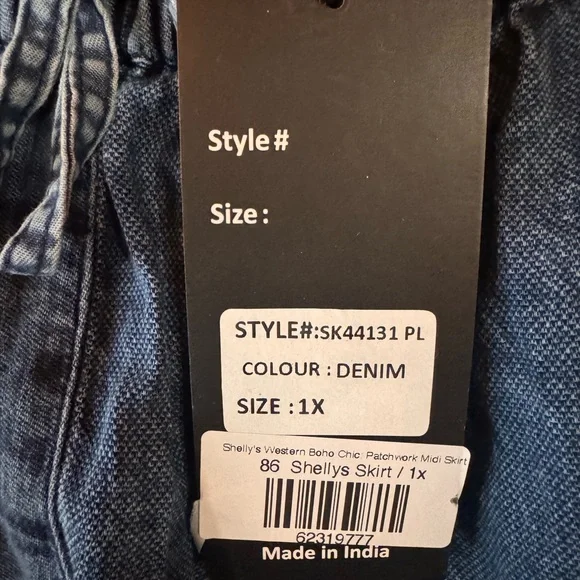 Style #
Size :
STYLE#:SK44131 PL
COLOUR : DENIM
SIZE : 1X
Shelly's Western Boho Chic: Patchwork Midi Skirt
86 Shellys Skirt / 1x
62319777
Made in India